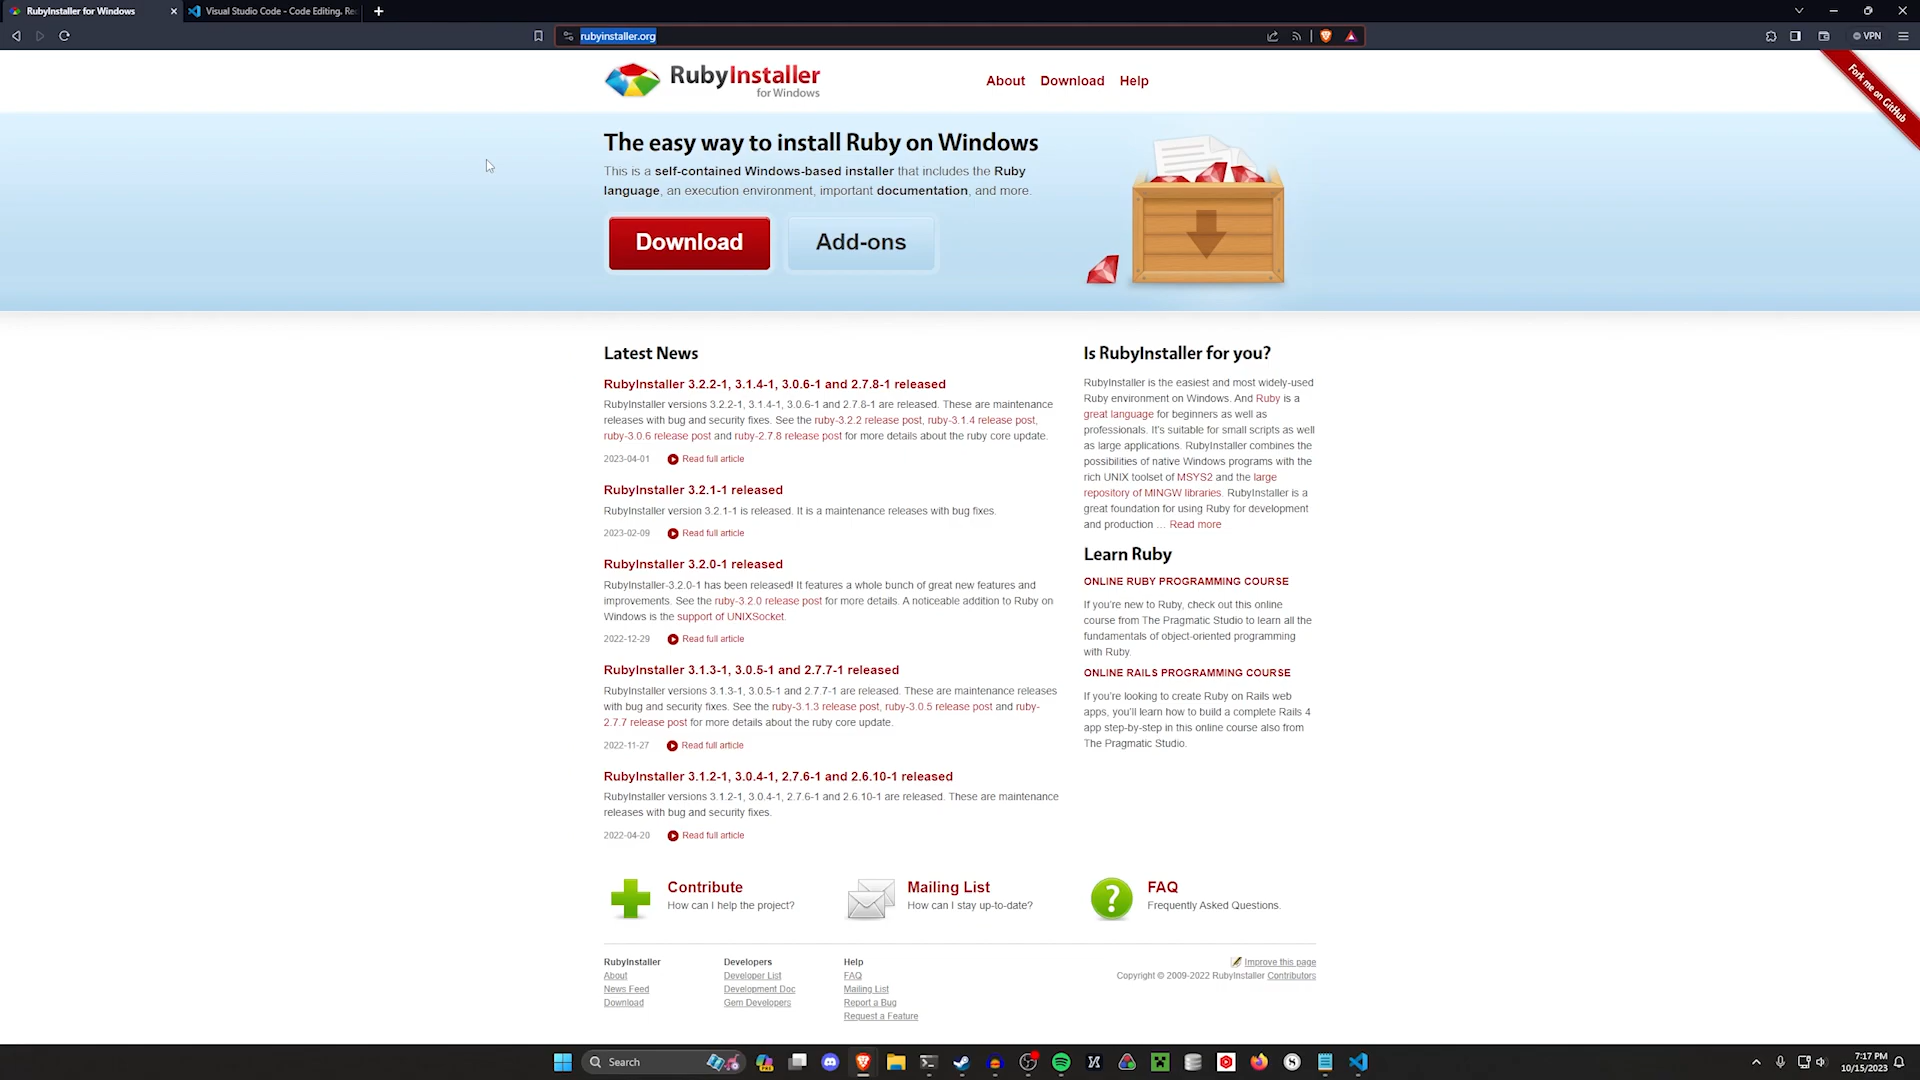 RubyInstaller for Windows
Visual Studio Code - Code Editing. Re
rubyinstaller.org
VPN
RubyInstaller
for Windows
About Download Help
Fork me on GitHub
The easy way to install Ruby on Windows
This is a self-contained Windows-based installer that includes the Ruby
language, an execution environment, important documentation, and more.
Download Add-ons
Latest News
RubyInstaller 3.2.2-1, 3.1.4-1, 3.0.6-1 and 2.7.8-1 released
RubyInstaller versions 3.2.2-1, 3.1.4-1, 3.0.6-1 and 2.7.8-1 are released. These are maintenance
releases with bug and security fixes. See the ruby-3.2.2 release post, ruby-3.1.4 release post,
ruby-3.0.6 release post and ruby-2.7.8 release post for more details about the ruby core update.
2023-04-01 Read full article
RubyInstaller 3.2.1-1 released
RubyInstaller version 3.2.1-1 is released. It is a maintenance releases with bug fixes.
2023-02-09 Read full article
RubyInstaller 3.2.0-1 released
RubyInstaller-3.2.0-1 has been released! It features a whole bunch of great new features and
improvements. See the ruby-3.2.0 release post for more details. A noticeable addition to Ruby on
Windows is the support of UNIXSocket.
2022-12-29 Read full article
RubyInstaller 3.1.3-1, 3.0.5-1 and 2.7.7-1 released
RubyInstaller versions 3.1.3-1, 3.0.5-1 and 2.7.7-1 are released. These are maintenance releases
with bug and security fixes. See the ruby-3.1.3 release post, ruby-3.0.5 release post and ruby-
2.7.7 release post for more details about the ruby core update.
2022-11-27 Read full article
RubyInstaller 3.1.2-1, 3.0.4-1, 2.7.6-1 and 2.6.10-1 released
RubyInstaller versions 3.1.2-1, 3.0.4-1, 2.7.6-1 and 2.6.10-1 are released. These are maintenance
releases with bug and security fixes.
2022-04-20 Read full article
Is RubyInstaller for you?
RubyInstaller is the easiest and most widely-used
Ruby environment on Windows. And Ruby is a
great language for beginners as well as
professionals. It's suitable for small scripts as well
as large applications. RubyInstaller combines the
possibilities of native Windows programs with the
rich UNIX toolset of MSYS2 and the large
repository of MINGW libraries. RubyInstaller is a
great foundation for using Ruby for development
and production … Read more
Learn Ruby
ONLINE RUBY PROGRAMMING COURSE
If you're new to Ruby, check out this online
course from The Pragmatic Studio to learn all the
fundamentals of object-oriented programming
with Ruby.
ONLINE RAILS PROGRAMMING COURSE
If you're looking to create Ruby on Rails web
apps, you'll learn how to build a complete Rails 4
app step-by-step in this online course also from
The Pragmatic Studio.
Contribute
How can I help the project?
Mailing List
How can I stay up-to-date?
FAQ
Frequently Asked Questions.
RubyInstaller
About
News Feed
Download
Developers
Developer List
Development Doc
Gem Developers
Help
FAQ
Mailing List
Report a Bug
Request a Feature
Improve this page
Copyright © 2009-2022 RubyInstaller Contributors
Search
7:17 PM
10/15/2023